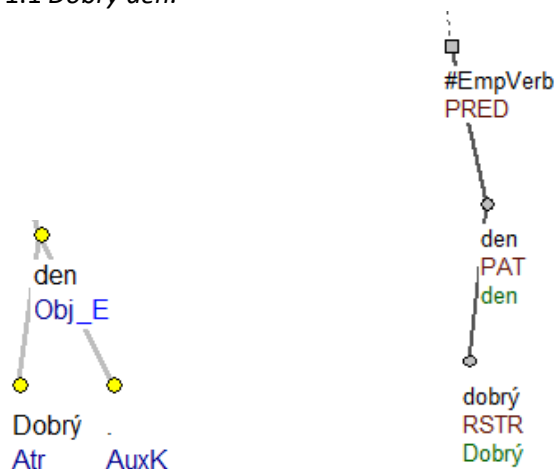 1.1 Dobrý den.
#EmpVerb
PRED
den
PAT
den
dobrý
RSTR
Dobrý
den
Obj_E
Dobrý .
Atr AuxK